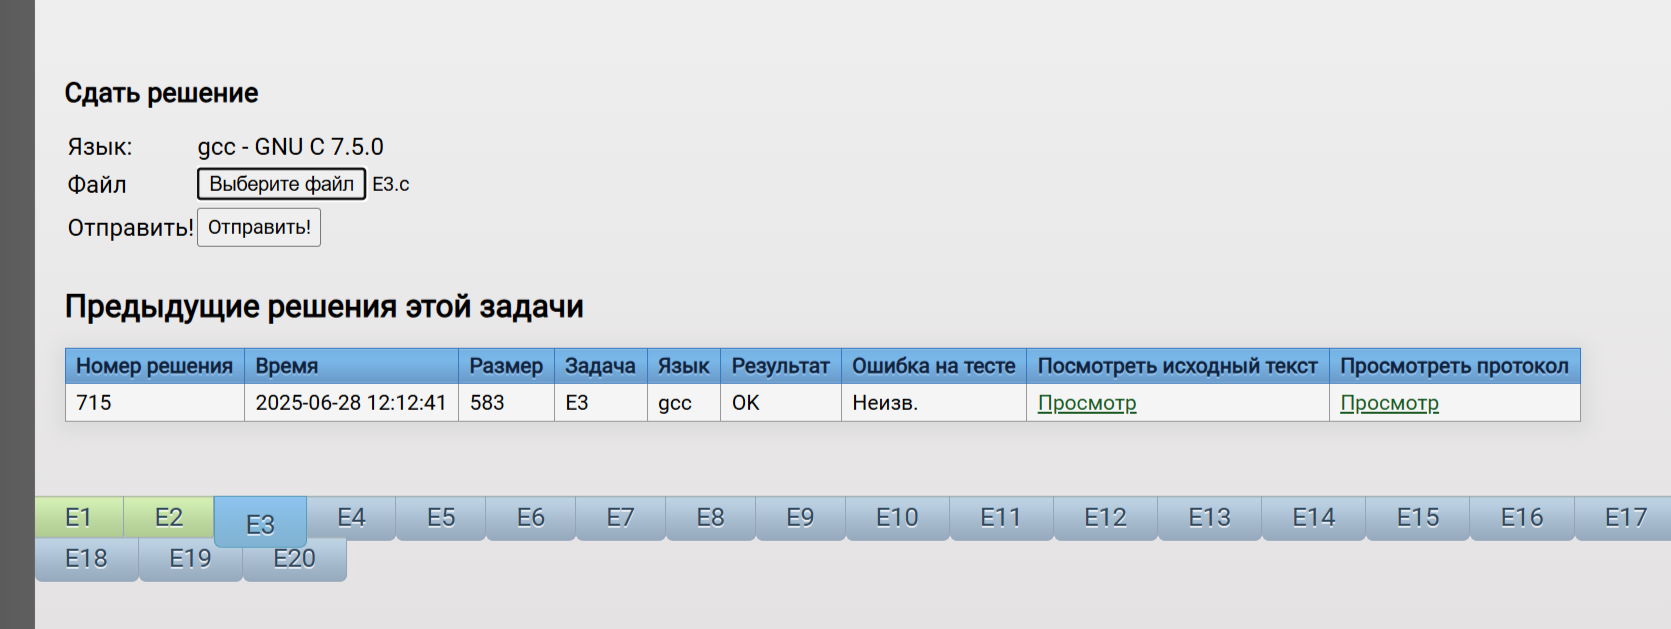 Сдать решение
Язык: gcc - GNU C 7.5.0
Файл Выберите файл E3.c
Отправить! Отправить!
Предыдущие решения этой задачи
Номер решения Время Размер Задача Язык Результат Ошибка на тесте Посмотреть исходный текст Просмотреть протокол
715 2025-06-28 12:12:41 583 E3 gcc OK Неизв. Просмотр Просмотр
E1 E2 E3 E4 E5 E6 E7 E8 E9 E10 E11 E12 E13 E14 E15 E16 E17
E18 E19 E20